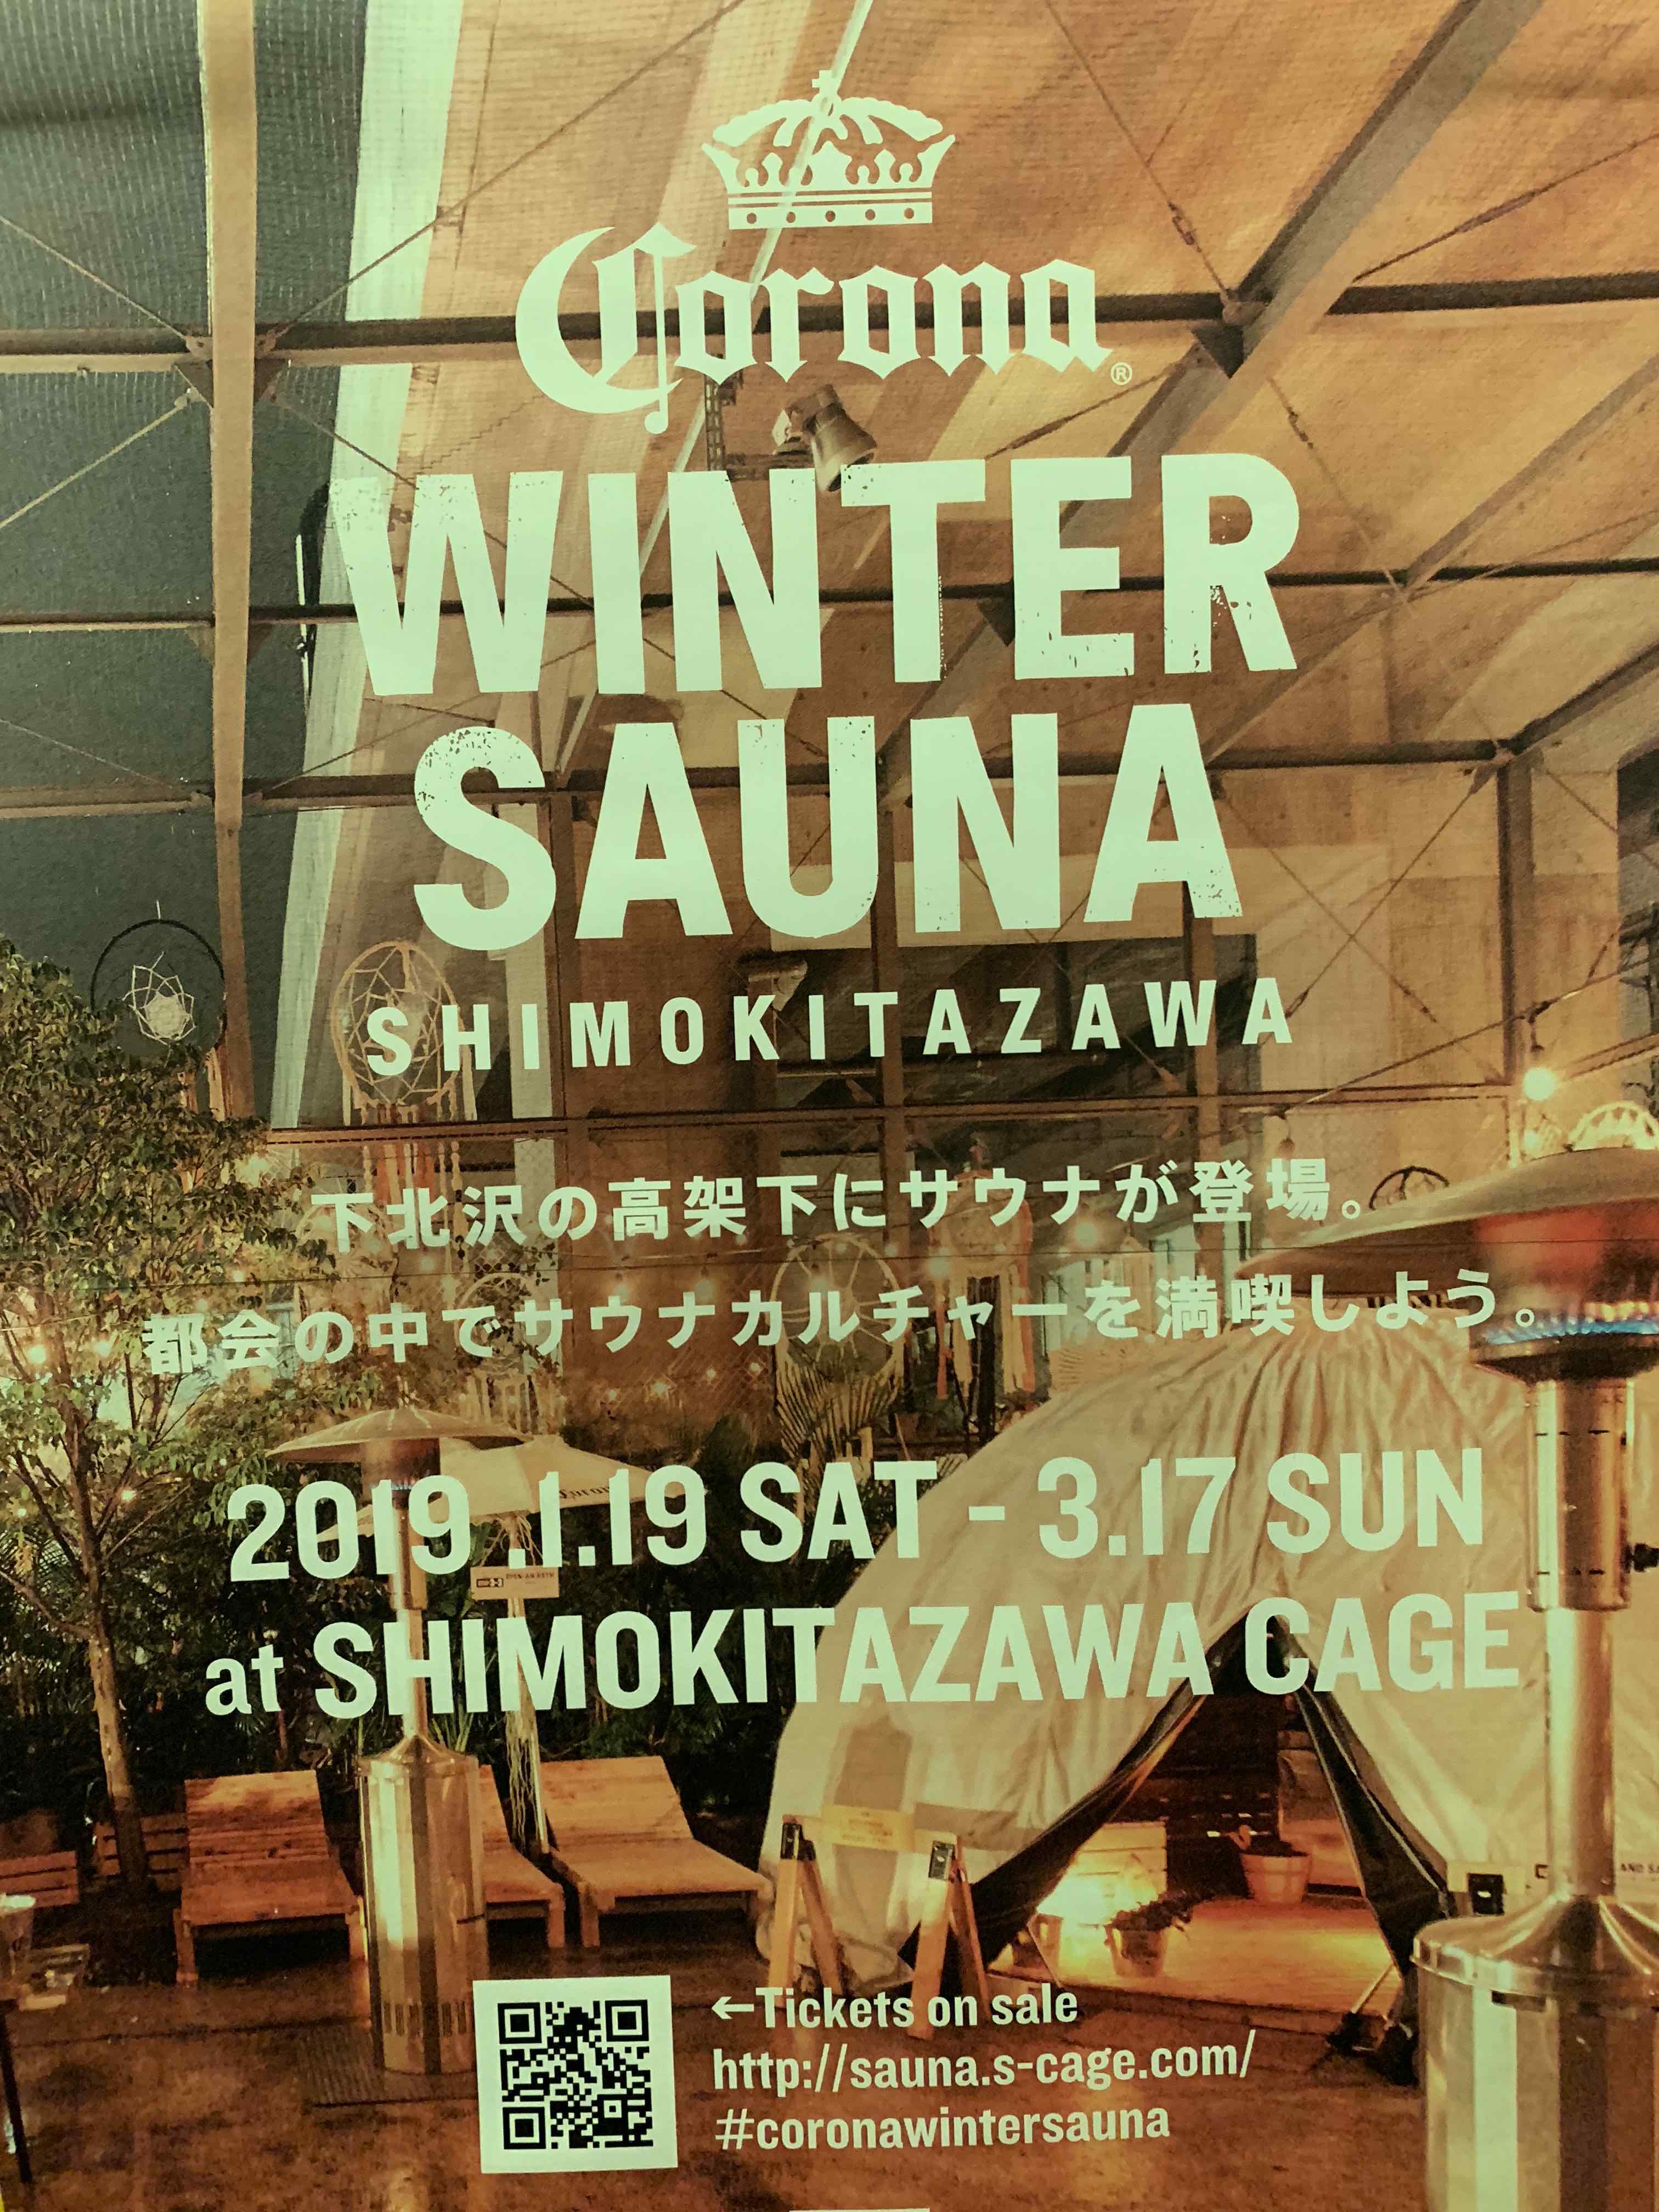 Corona®
WINTER
SAUNA
SHIMOKITAZAWA
下北沢の高架下にサウナが登場。
都会の中でサウナカルチャーを満喫しよう。
2019.1.19 SAT - 3.17 SUN
at SHIMOKITAZAWA CAGE
←Tickets on sale
http://sauna.s-cage.com/
#coronawintersauna